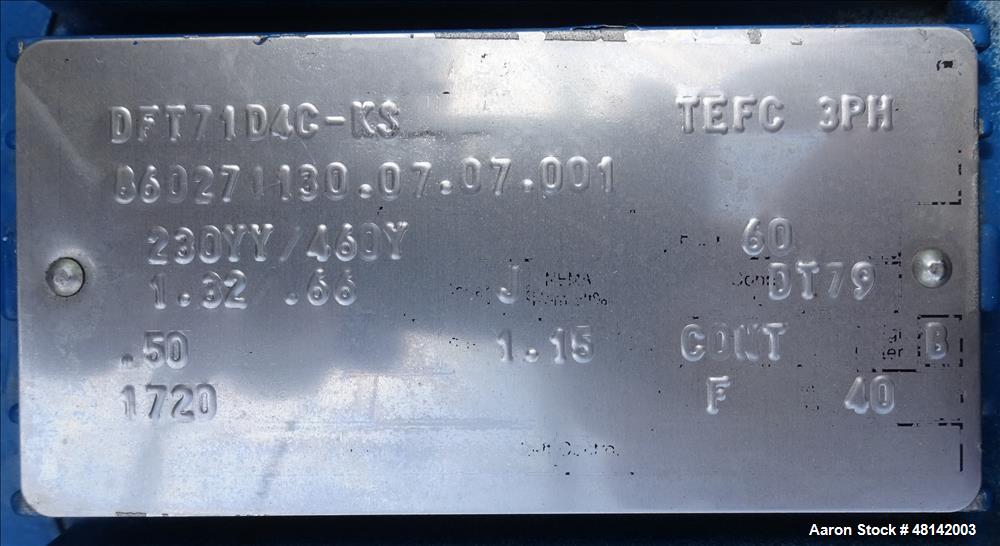 DFT71D4C-KS TEFC 3PH
860271130.07.07.001
230YY/460Y 60
1.32/.66 J NEMA DT79
.50 1.15 CONT B
1720 F 40
Aaron Stock # 48142003